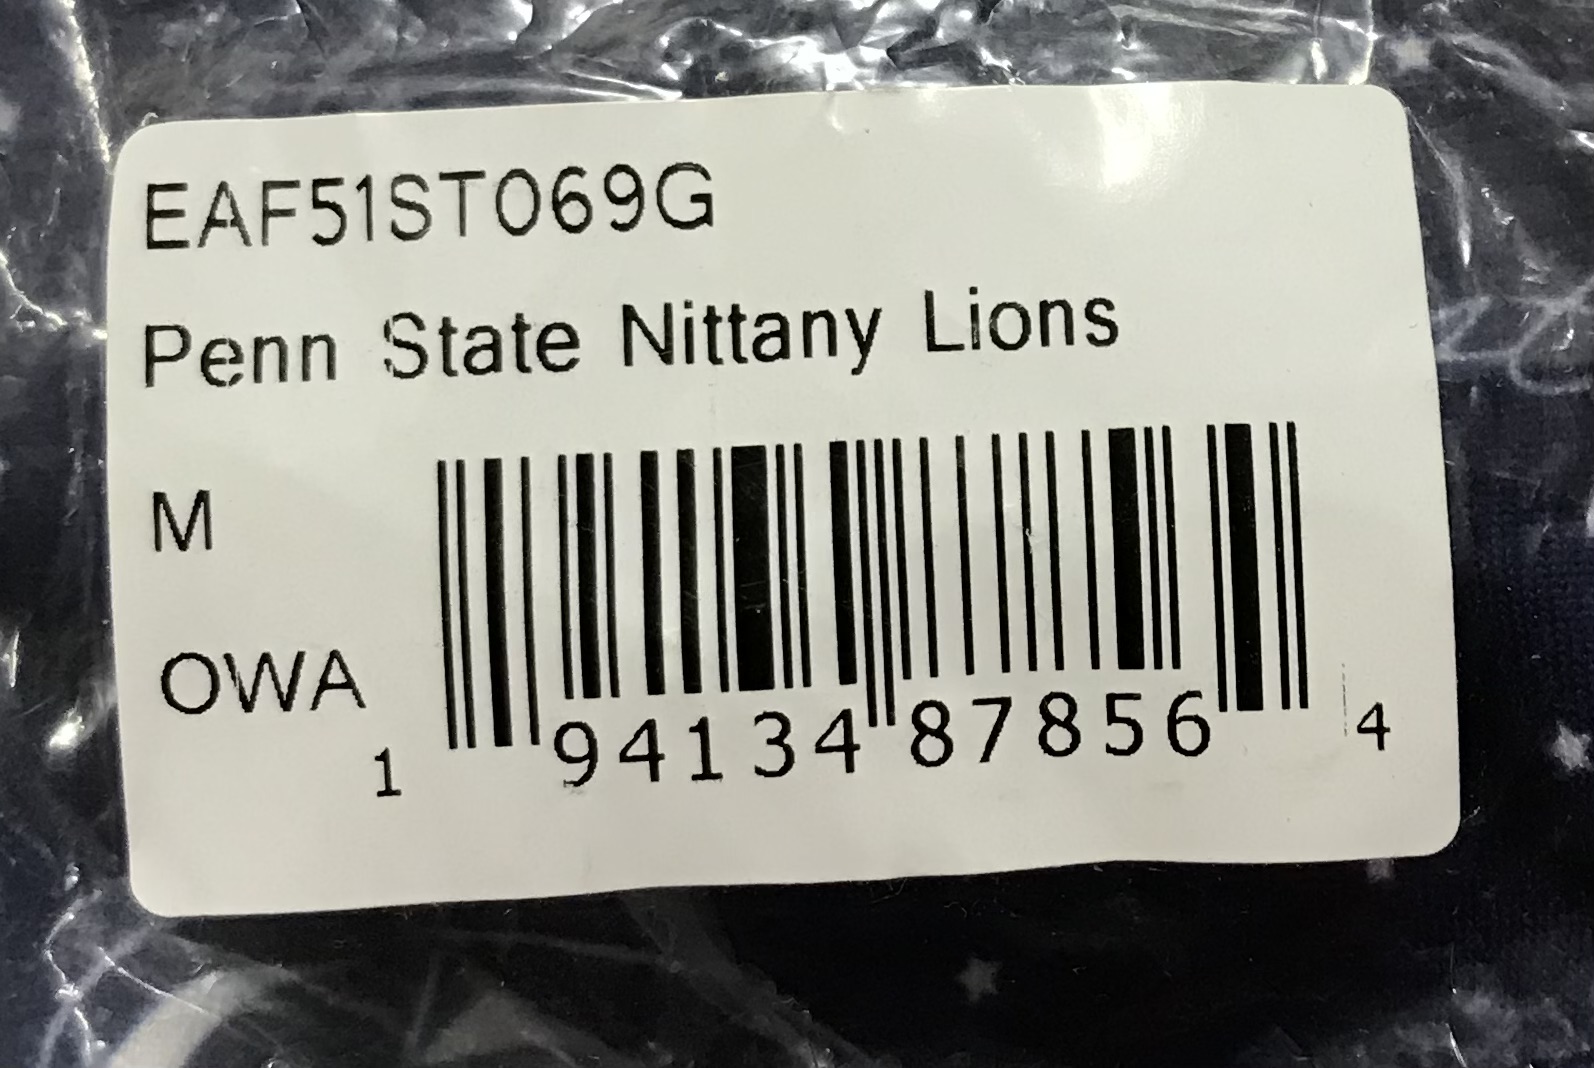 EAF51ST069G
Penn State Nittany Lions
M
OWA
1 94134 87856 4